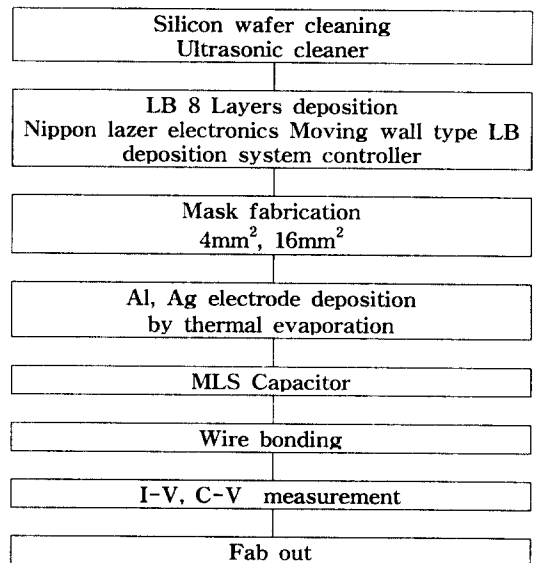 Silicon wafer cleaning
Ultrasonic cleaner
LB 8 Layers deposition
Nippon lazer electronics Moving wall type LB
deposition system controller
Mask fabrication
4mm², 16mm²
Al, Ag electrode deposition
by thermal evaporation
MLS Capacitor
Wire bonding
I-V, C-V measurement
Fab out